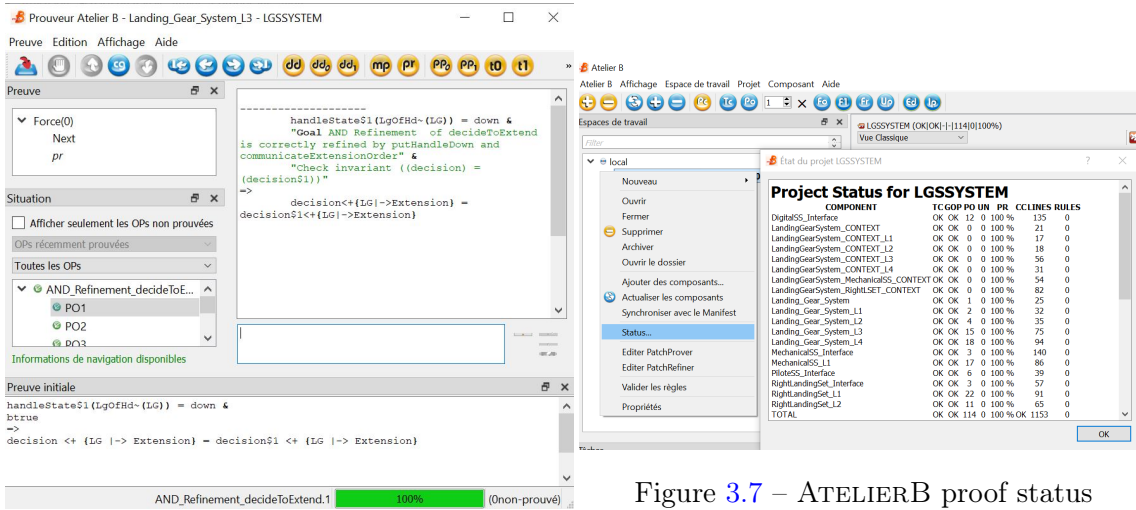 Prouveur Atelier B - Landing_Gear_System_L3 - LGSSYSTEM
Preuve Edition Affichage Aide
dd dd₀ dd₁ mp pr PP₀ PP₁ t0 t1 »
Preuve
Force(0)
Next
pr
Situation
Afficher seulement les OPs non prouvées
OPs récemment prouvées
Toutes les OPs
AND_Refinement_decideToE...
PO1
PO2
PO3
Informations de navigation disponibles
--------------------
handleState$1(LgOfHd~(LG)) = down &
"Goal AND Refinement of decideToExtend
is correctly refined by putHandleDown and
communicateExtensionOrder" &
"Check invariant ((decision) =
(decision$1))"
=>
decision<+{LG|->Extension} =
decision$1<+{LG|->Extension}
Preuve initiale
handleState$1(LgOfHd~(LG)) = down &
btrue
=>
decision <+ {LG |-> Extension} = decision$1 <+ {LG |-> Extension}
AND_Refinement_decideToExtend.1 100% (0non-prouvé)
Atelier B
Atelier B Affichage Espace de travail Projet Composant Aide
Espaces de travail
Filter
local
LGSSYSTEM (OK|OK|-|-|114|0|100%)
Vue Classique
Nouveau
Ouvrir
Fermer
Supprimer
Archiver
Ouvrir le dossier
Ajouter des composants...
Actualiser les composants
Synchroniser avec le Manifest
Status...
Editer PatchProver
Editer PatchRefiner
Valider les règles
Propriétés
État du projet LGSSYSTEM
Project Status for LGSSYSTEM
COMPONENT TC GOP PO UN PR CCLINES RULES
DigitalSS_Interface OK OK 12 0 100 % 135 0
LandingGearSystem_CONTEXT OK OK 0 0 100 % 21 0
LandingGearSystem_CONTEXT_L1 OK OK 0 0 100 % 17 0
LandingGearSystem_CONTEXT_L2 OK OK 0 0 100 % 18 0
LandingGearSystem_CONTEXT_L3 OK OK 0 0 100 % 56 0
LandingGearSystem_CONTEXT_L4 OK OK 0 0 100 % 31 0
LandingGearSystem_MechanicalSS_CONTEXT OK OK 0 0 100 % 54 0
LandingGearSystem_RightLSET_CONTEXT OK OK 0 0 100 % 82 0
Landing_Gear_System OK OK 1 0 100 % 25 0
Landing_Gear_System_L1 OK OK 2 0 100 % 32 0
Landing_Gear_System_L2 OK OK 4 0 100 % 35 0
Landing_Gear_System_L3 OK OK 15 0 100 % 75 0
Landing_Gear_System_L4 OK OK 18 0 100 % 94 0
MechanicalSS_Interface OK OK 3 0 100 % 140 0
MechanicalSS_L1 OK OK 17 0 100 % 86 0
PiloteSS_Interface OK OK 6 0 100 % 39 0
RightLandingSet_Interface OK OK 3 0 100 % 57 0
RightLandingSet_L1 OK OK 22 0 100 % 91 0
RightLandingSet_L2 OK OK 11 0 100 % 65 0
TOTAL OK OK 114 0 100 % OK 1153 0
OK
Figure 3.7 – ATELIERB proof status